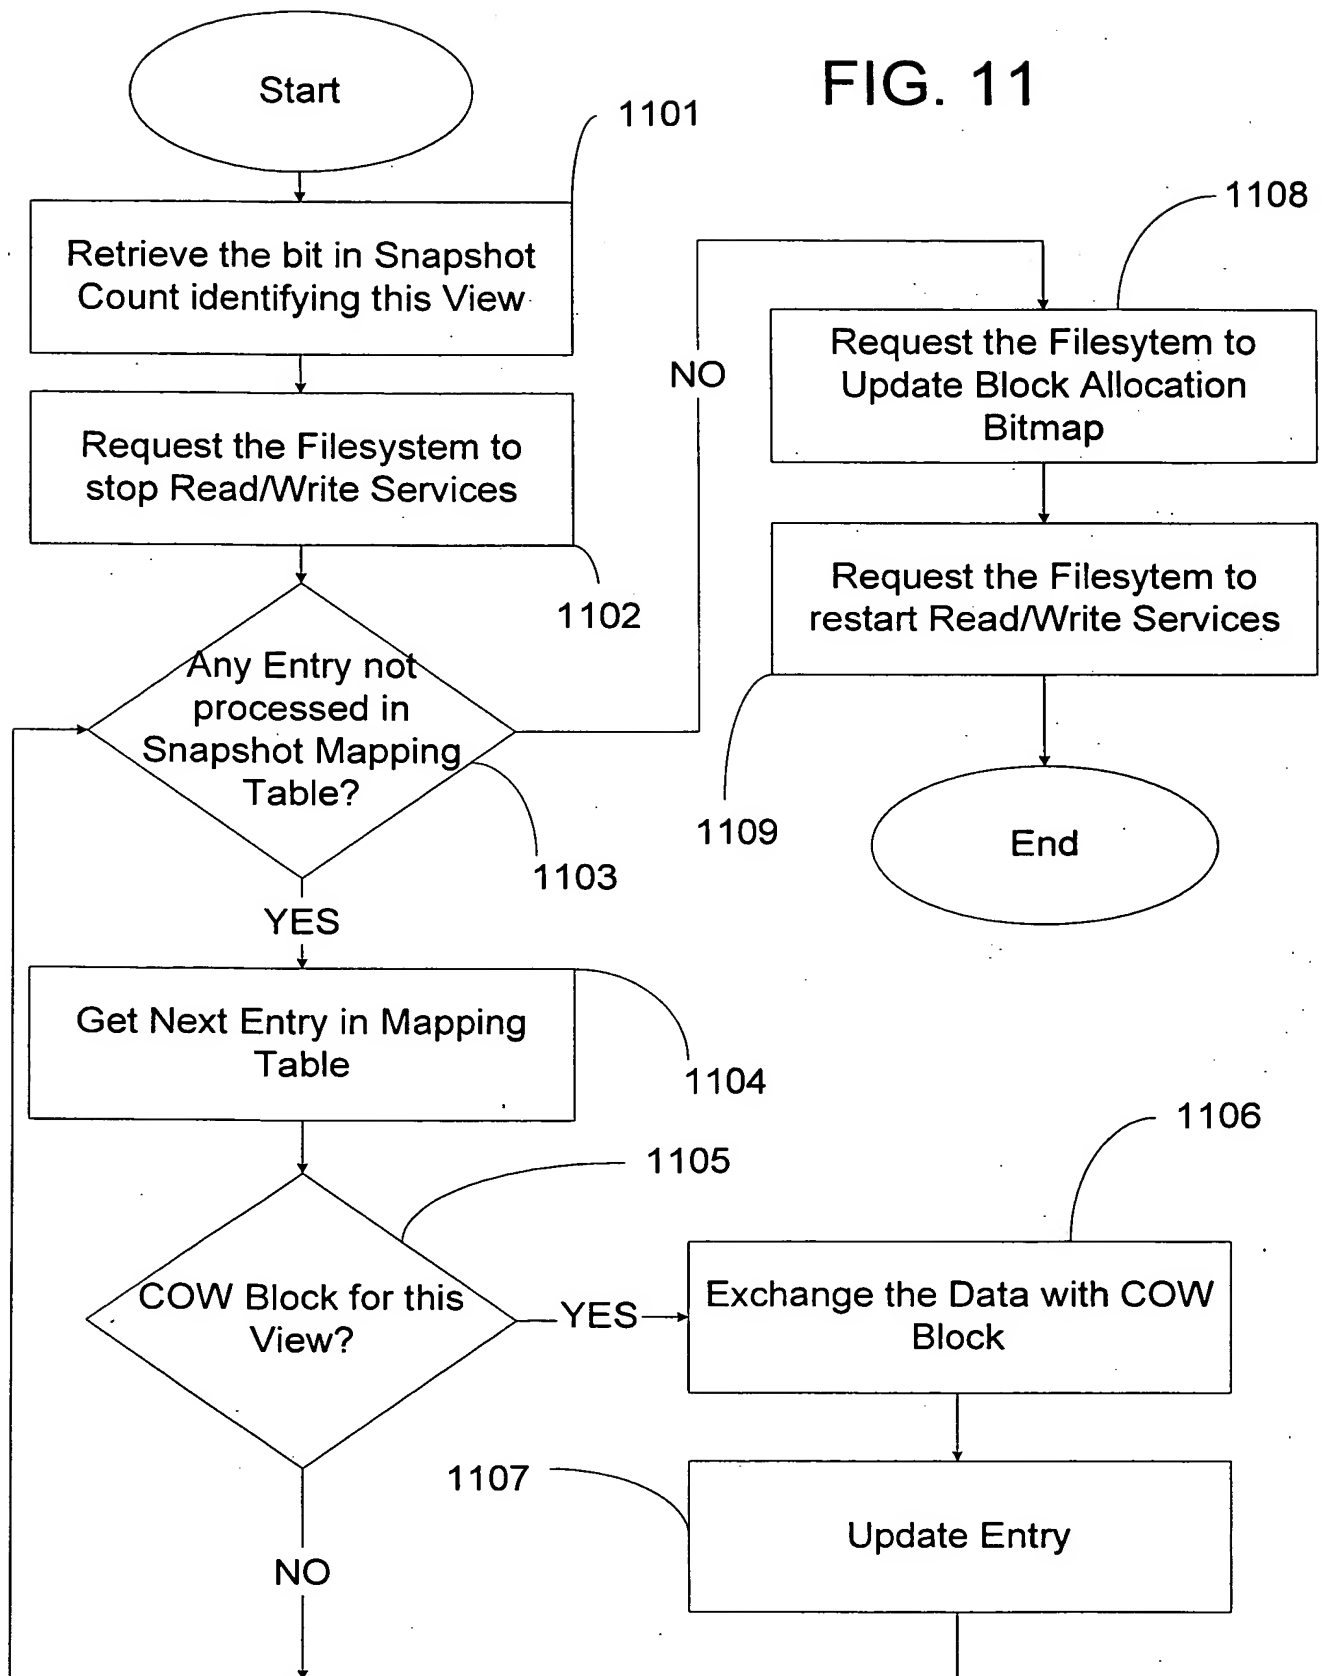 FIG. 11
Start
1101
Retrieve the bit in Snapshot
Count identifying this View
Request the Filesystem to
stop Read/Write Services
1102
Any Entry not
processed in
Snapshot Mapping
Table?
1103
NO
YES
Get Next Entry in Mapping
Table
1104
COW Block for this
View?
1105
YES
NO
Exchange the Data with COW
Block
1106
Update Entry
1107
Request the Filesytem to
Update Block Allocation
Bitmap
1108
Request the Filesytem to
restart Read/Write Services
1109
End